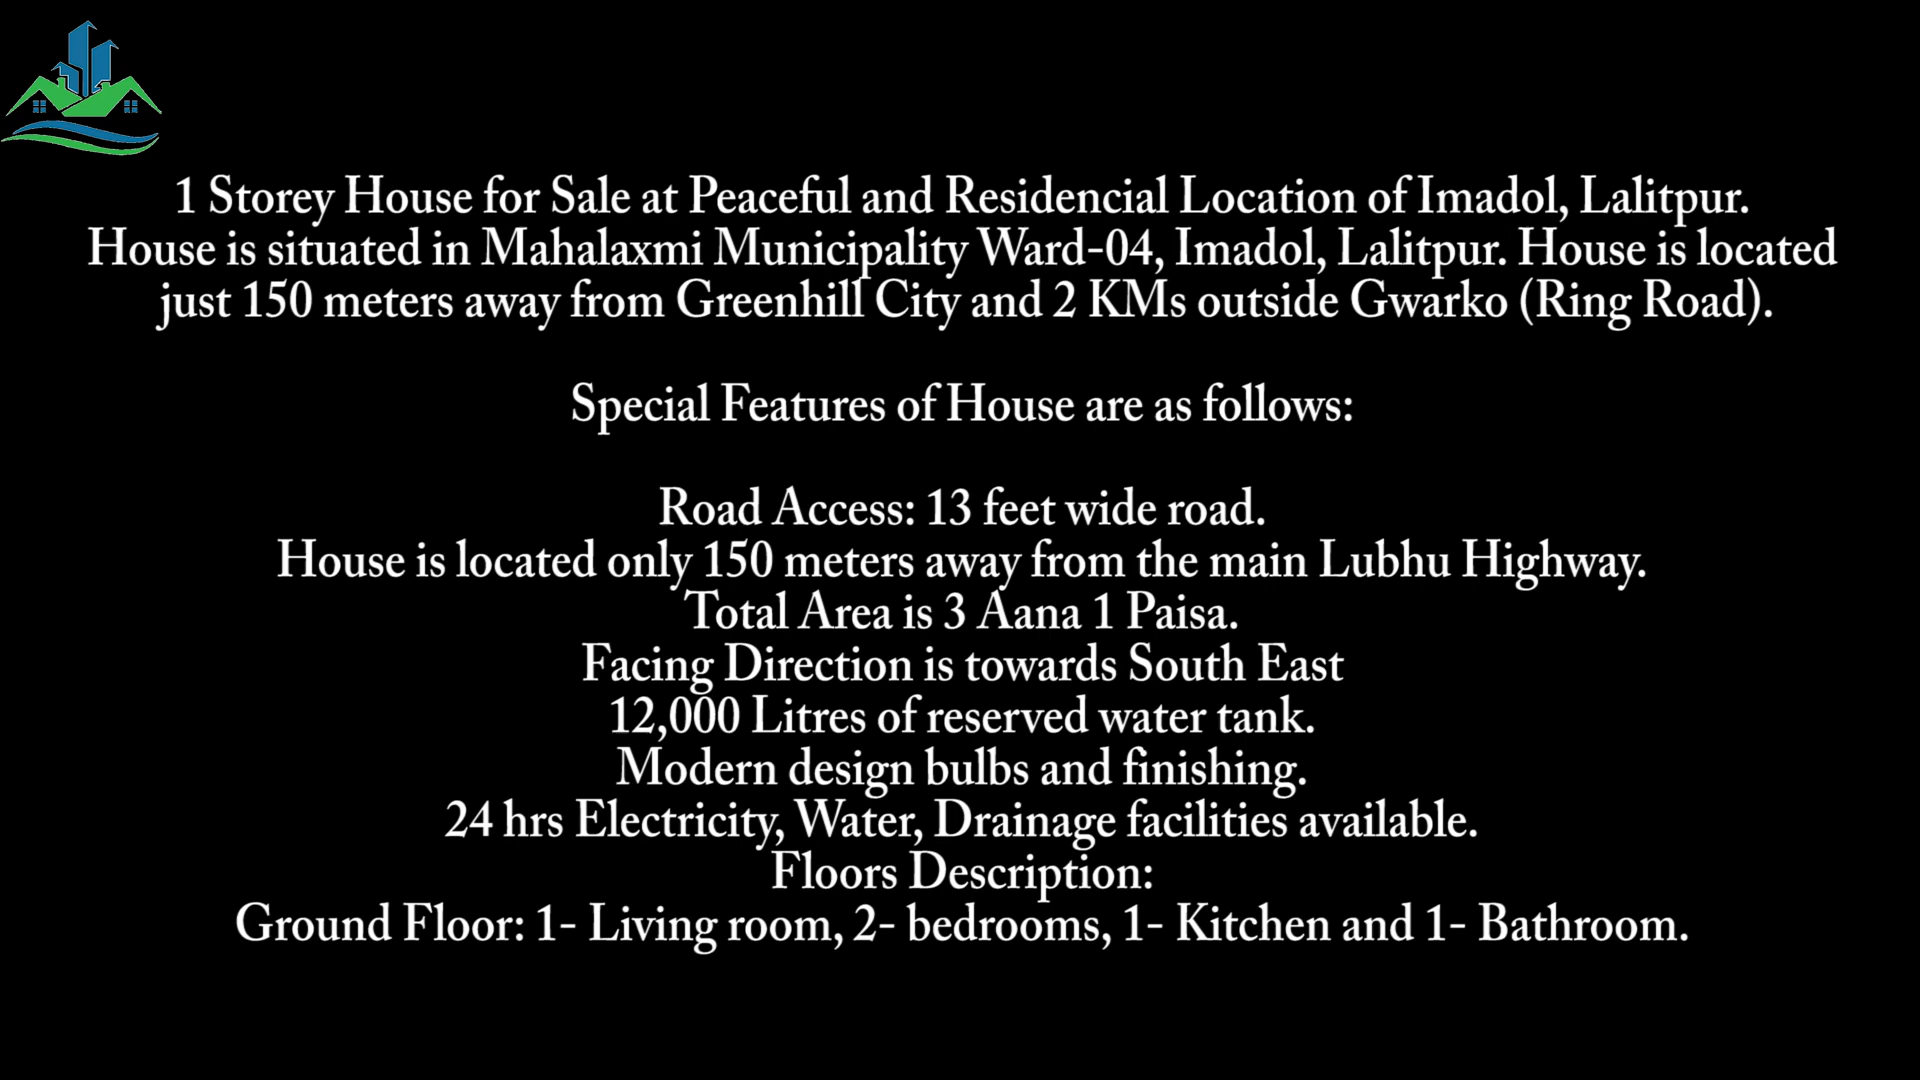 1 Storey House for Sale at Peaceful and Residencial Location of Imadol, Lalitpur.
House is situated in Mahalaxmi Municipality Ward-04, Imadol, Lalitpur. House is located
just 150 meters away from Greenhill City and 2 KMs outside Gwarko (Ring Road).
Special Features of House are as follows:
Road Access: 13 feet wide road.
House is located only 150 meters away from the main Lubhu Highway.
Total Area is 3 Aana 1 Paisa.
Facing Direction is towards South East
12,000 Litres of reserved water tank.
Modern design bulbs and finishing.
24 hrs Electricity, Water, Drainage facilities available.
Floors Description:
Ground Floor: 1- Living room, 2- bedrooms, 1- Kitchen and 1- Bathroom.